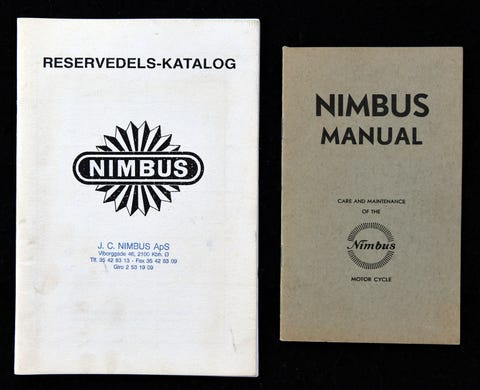 RESERVEDELS-KATALOG
NIMBUS
J. C. NIMBUS ApS
Viborggade 46, 2100 Kbh. Ø
Tlf. 35 42 83 13 - Fax 35 42 83 09
Giro 2 53 19 09
NIMBUS
MANUAL
CARE AND MAINTENANCE
OF THE
Nimbus
MOTOR CYCLE